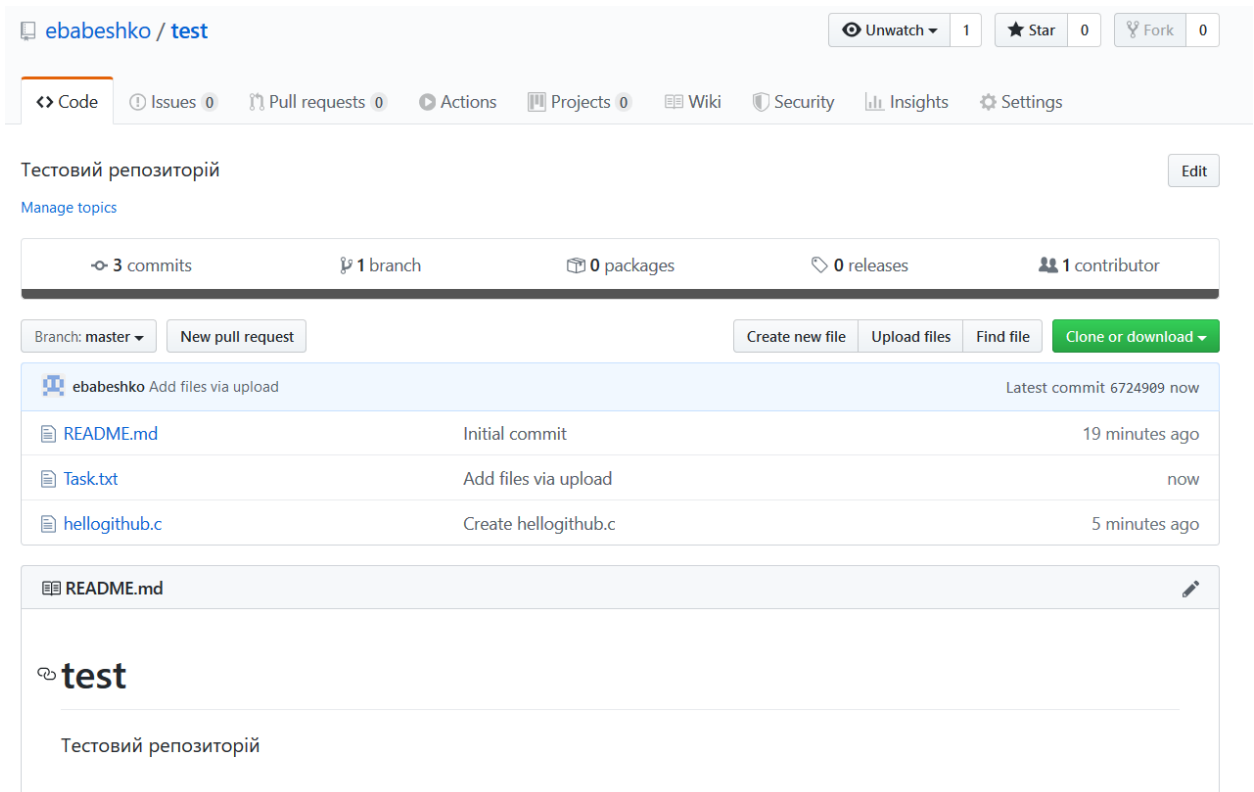 ebabeshko / test Unwatch 1 Star 0 Fork 0
Code Issues 0 Pull requests 0 Actions Projects 0 Wiki Security Insights Settings
Тестовий репозиторій Edit
Manage topics
3 commits 1 branch 0 packages 0 releases 1 contributor
Branch: master New pull request Create new file Upload files Find file Clone or download
ebabeshko Add files via upload Latest commit 6724909 now
README.md Initial commit 19 minutes ago
Task.txt Add files via upload now
hellogithub.c Create hellogithub.c 5 minutes ago
README.md
test
Тестовий репозиторій